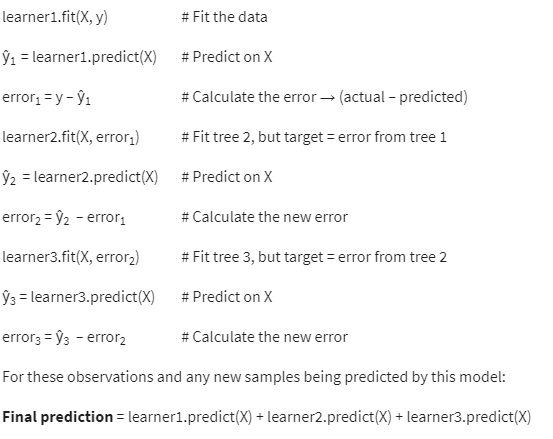 learner1.fit(X, y) # Fit the data
ŷ₁ = learner1.predict(X) # Predict on X
error₁ = y – ŷ₁ # Calculate the error → (actual – predicted)
learner2.fit(X, error₁) # Fit tree 2, but target = error from tree 1
ŷ₂ = learner2.predict(X) # Predict on X
error₂ = ŷ₂ - error₁ # Calculate the new error
learner3.fit(X, error₂) # Fit tree 3, but target = error from tree 2
ŷ₃ = learner3.predict(X) # Predict on X
error₃ = ŷ₃ - error₂ # Calculate the new error
For these observations and any new samples being predicted by this model:
Final prediction = learner1.predict(X) + learner2.predict(X) + learner3.predict(X)